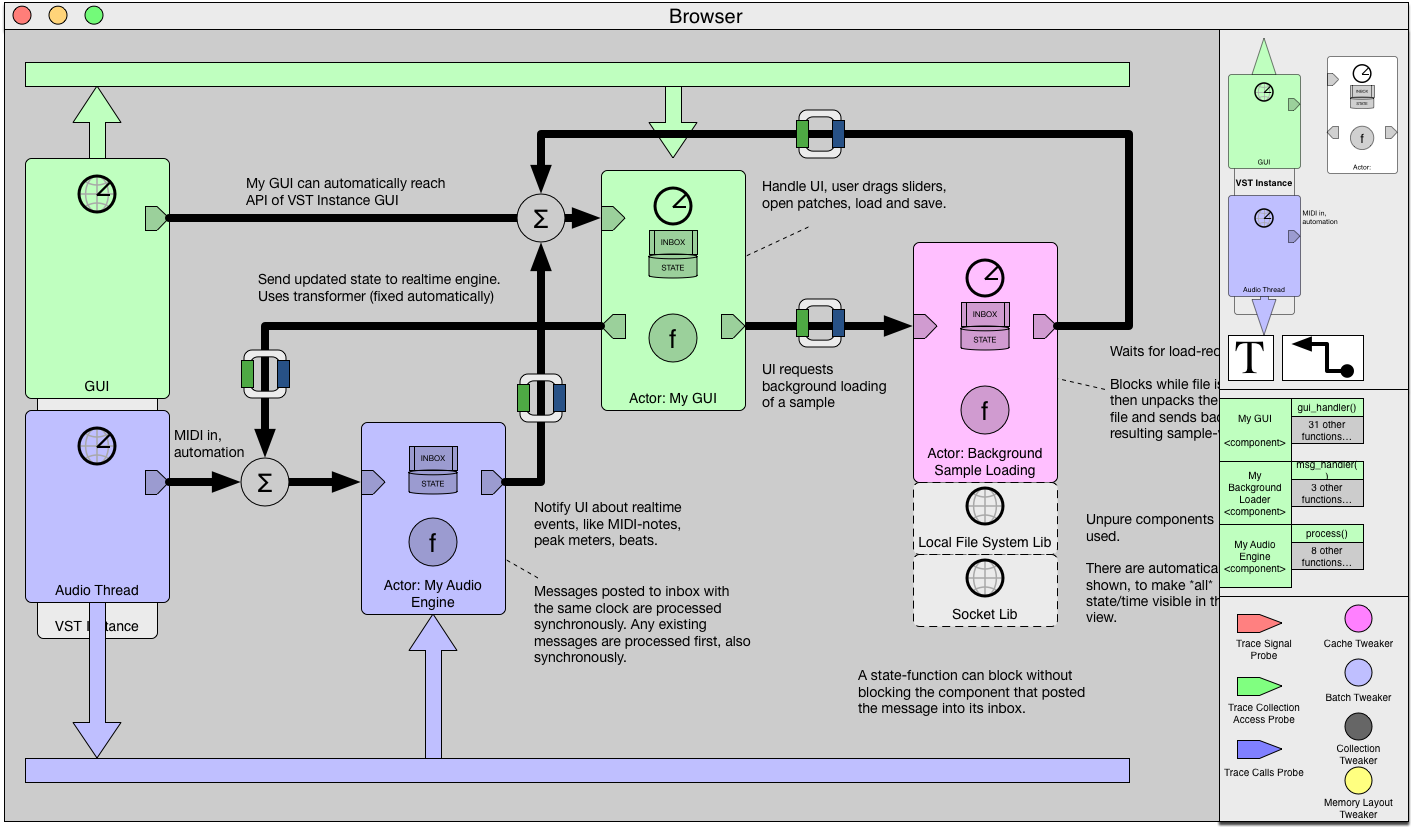 Browser
My GUI can automatically reach
API of VST Instance GUI
Σ
INBOX
STATE
f
Actor: My GUI
Handle UI, user drags sliders,
open patches, load and save.
Send updated state to realtime engine.
Uses transformer (fixed automatically)
GUI
MIDI in,
automation
Audio Thread
VST Instance
Σ
INBOX
STATE
f
Actor: My Audio
Engine
UI requests
background loading
of a sample
INBOX
STATE
f
Actor: Background
Sample Loading
Local File System Lib
Socket Lib
Waits for load-req
Blocks while file is
then unpacks the
file and sends bac
resulting sample-
Notify UI about realtime
events, like MIDI-notes,
peak meters, beats.
Messages posted to inbox with
the same clock are processed
synchronously. Any existing
messages are processed first, also
synchronously.
Unpure components
used.
There are automatica
shown, to make *all*
state/time visible in th
view.
A state-function can block without
blocking the component that posted
the message into its inbox.
GUI
VST Instance
MIDI in,
automation
Audio Thread
INBOX
STATE
f
Actor:
T
My GUI
<component>
gui_handler()
31 other
functions...
My
Background
Loader
<component>
msg_handler(
)
3 other
functions...
My Audio
Engine
<component>
process()
8 other
functions...
Trace Signal
Probe
Cache Tweaker
Trace Collection
Access Probe
Batch Tweaker
Trace Calls Probe
Collection
Tweaker
Memory Layout
Tweaker